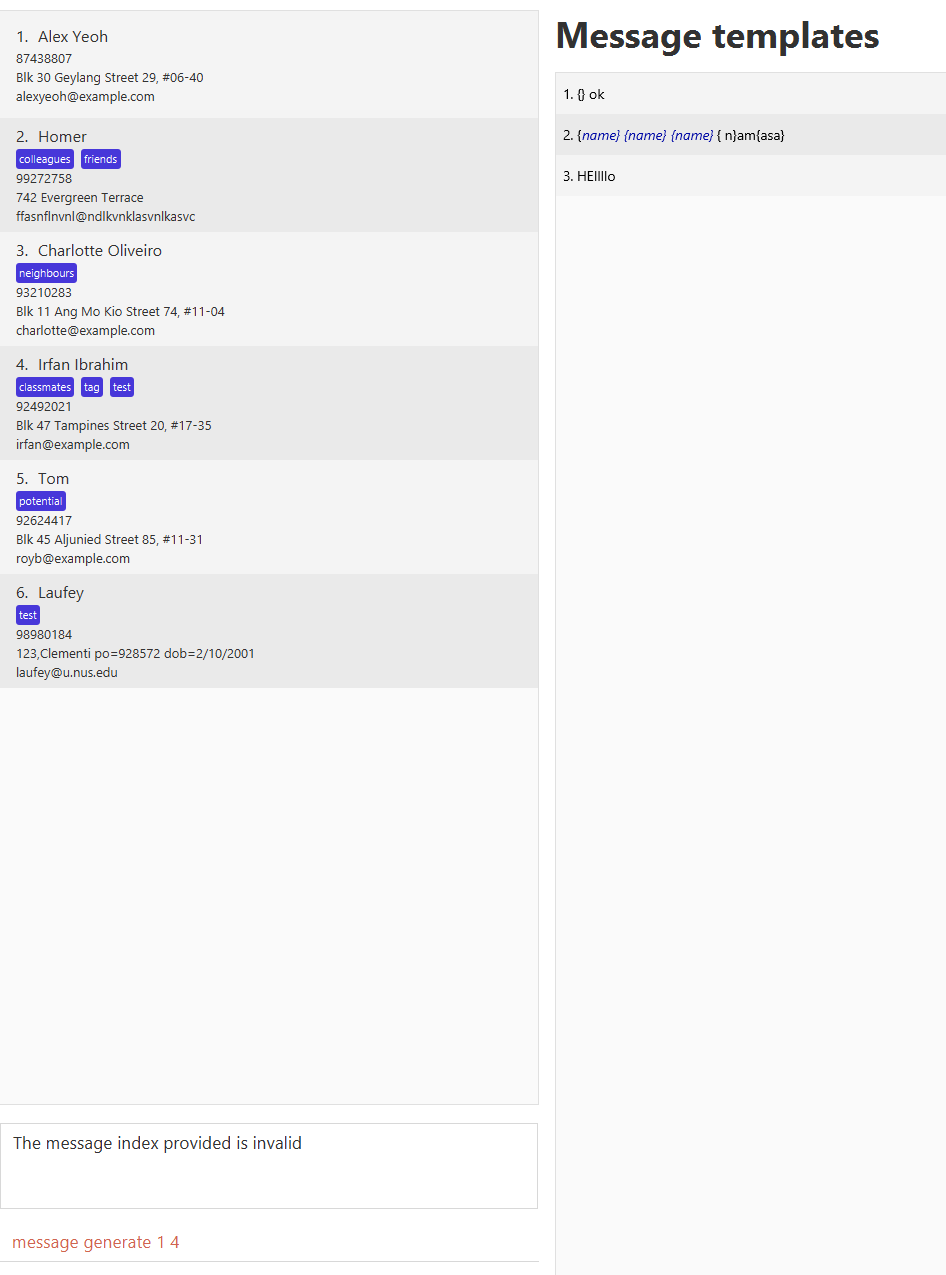 1. Alex Yeoh
87438807
Blk 30 Geylang Street 29, #06-40
alexyeoh@example.com
2. Homer
colleagues friends
99272758
742 Evergreen Terrace
ffasnflnvnl@ndlkvnklasvnlkasvc
3. Charlotte Oliveiro
neighbours
93210283
Blk 11 Ang Mo Kio Street 74, #11-04
charlotte@example.com
4. Irfan Ibrahim
classmates tag test
92492021
Blk 47 Tampines Street 20, #17-35
irfan@example.com
5. Tom
potential
92624417
Blk 45 Aljunied Street 85, #11-31
royb@example.com
6. Laufey
test
98980184
123,Clementi po=928572 dob=2/10/2001
laufey@u.nus.edu
The message index provided is invalid
message generate 1 4
Message templates
1. {} ok
2. {name} {name} {name} { n}am{asa}
3. HEllllo